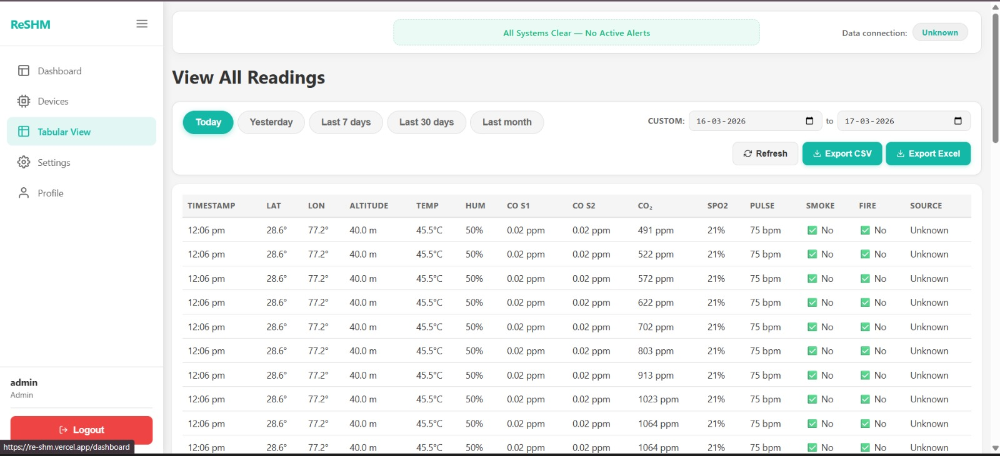 ReSHM
All Systems Clear — No Active Alerts
Data connection: Unknown
Dashboard
Devices
Tabular View
Settings
Profile
admin
Admin
Logout
https://re-shm.vercel.app/dashboard
View All Readings
Today Yesterday Last 7 days Last 30 days Last month
CUSTOM: 16-03-2026 to 17-03-2026
Refresh Export CSV Export Excel
TIMESTAMP LAT LON ALTITUDE TEMP HUM CO S1 CO S2 CO₂ SPO2 PULSE SMOKE FIRE SOURCE
12:06 pm 28.6° 77.2° 40.0 m 45.5°C 50% 0.02 ppm 0.02 ppm 491 ppm 21% 75 bpm ✅ No ✅ No Unknown
12:06 pm 28.6° 77.2° 40.0 m 45.5°C 50% 0.02 ppm 0.02 ppm 522 ppm 21% 75 bpm ✅ No ✅ No Unknown
12:06 pm 28.6° 77.2° 40.0 m 45.5°C 50% 0.02 ppm 0.02 ppm 572 ppm 21% 75 bpm ✅ No ✅ No Unknown
12:06 pm 28.6° 77.2° 40.0 m 45.5°C 50% 0.02 ppm 0.02 ppm 622 ppm 21% 75 bpm ✅ No ✅ No Unknown
12:06 pm 28.6° 77.2° 40.0 m 45.5°C 50% 0.02 ppm 0.02 ppm 702 ppm 21% 75 bpm ✅ No ✅ No Unknown
12:06 pm 28.6° 77.2° 40.0 m 45.5°C 50% 0.02 ppm 0.02 ppm 803 ppm 21% 75 bpm ✅ No ✅ No Unknown
12:06 pm 28.6° 77.2° 40.0 m 45.5°C 50% 0.02 ppm 0.02 ppm 913 ppm 21% 75 bpm ✅ No ✅ No Unknown
12:06 pm 28.6° 77.2° 40.0 m 45.5°C 50% 0.02 ppm 0.02 ppm 1023 ppm 21% 75 bpm ✅ No ✅ No Unknown
12:06 pm 28.6° 77.2° 40.0 m 45.5°C 50% 0.02 ppm 0.02 ppm 1064 ppm 21% 75 bpm ✅ No ✅ No Unknown
12:06 pm 28.6° 77.2° 40.0 m 45.5°C 50% 0.02 ppm 0.02 ppm 1064 ppm 21% 75 bpm ✅ No ✅ No Unknown